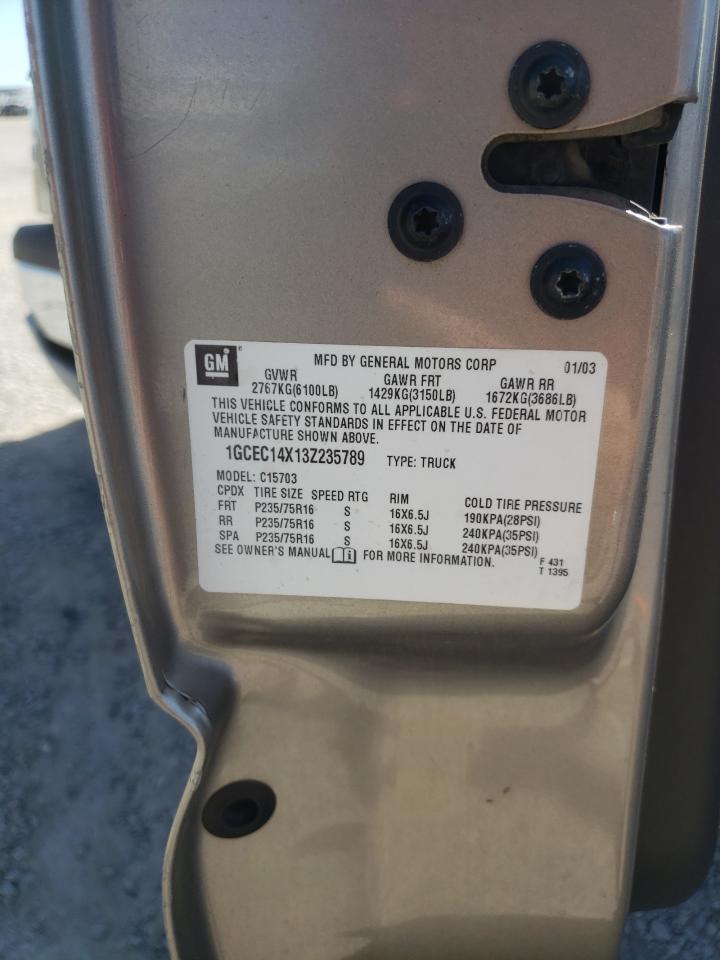 GM
MFD BY GENERAL MOTORS CORP 01/03
GVWR GAWR FRT GAWR RR
2767KG(6100LB) 1429KG(3150LB) 1672KG(3686LB)
THIS VEHICLE CONFORMS TO ALL APPLICABLE U.S. FEDERAL MOTOR
VEHICLE SAFETY STANDARDS IN EFFECT ON THE DATE OF
MANUFACTURE SHOWN ABOVE.
1GCEC14X13Z235789 TYPE: TRUCK
MODEL: C15703
CPDX TIRE SIZE SPEED RTG RIM COLD TIRE PRESSURE
FRT P235/75R16 S 16X6.5J 190KPA(28PSI)
RR P235/75R16 S 16X6.5J 240KPA(35PSI)
SPA P235/75R16 S 16X6.5J 240KPA(35PSI)
SEE OWNER'S MANUAL FOR MORE INFORMATION.
F 431
T 1395